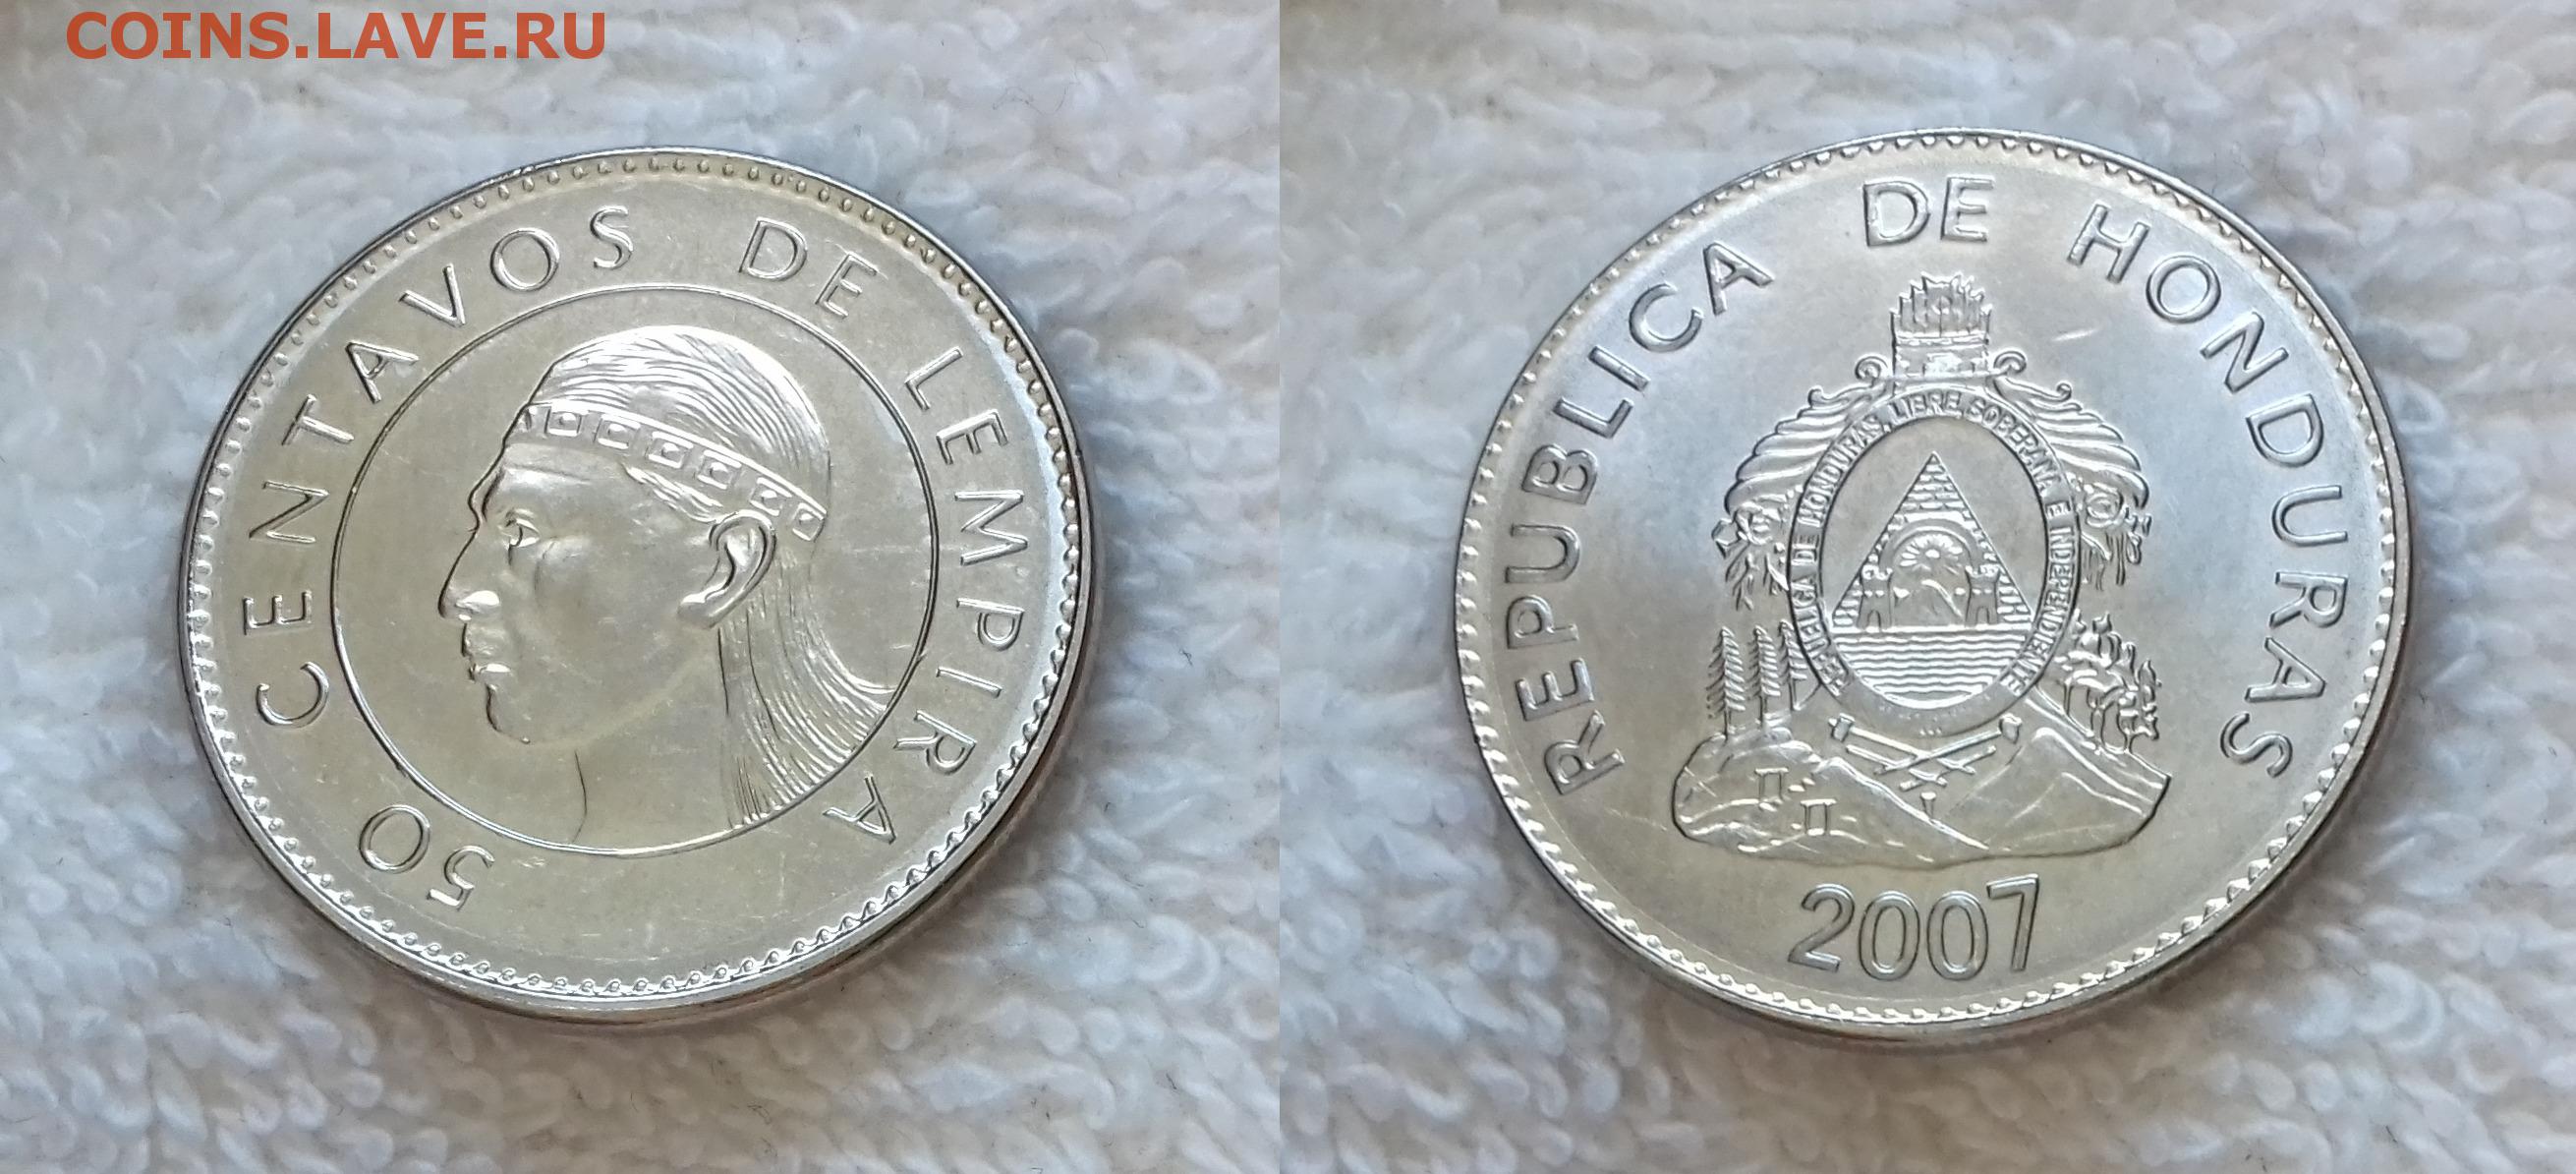 COINS.LAVE.RU
50 CENTAVOS DE LEMPIRA
REPUBLICA DE HONDURAS
REPUBLICA DE HONDURAS, LIBRE, SOBERANA E INDEPENDIENTE
2007